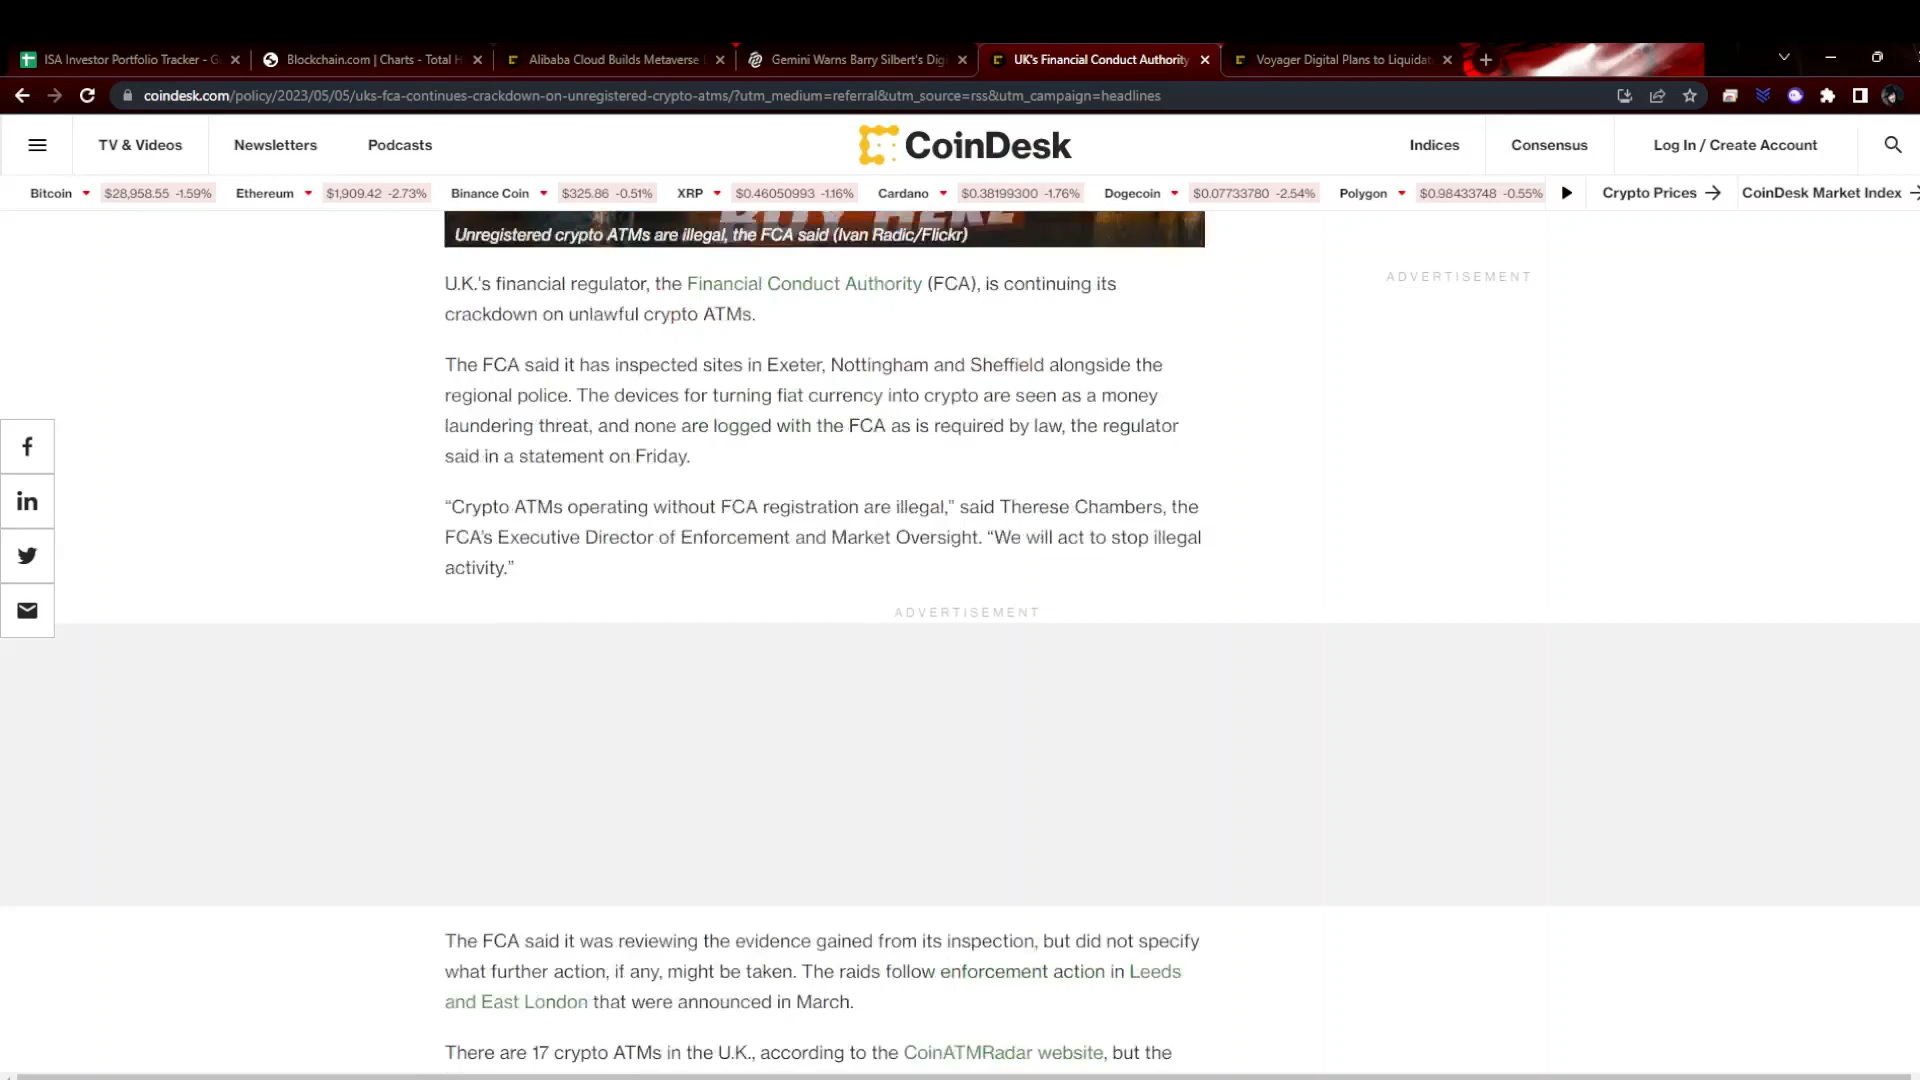 ISA Investor Portfolio Tracker - G
Blockchain.com | Charts - Total H
Alibaba Cloud Builds Metaverse
Gemini Warns Barry Silbert's Dig
UK's Financial Conduct Authority
Voyager Digital Plans to Liquidat
coindesk.com/policy/2023/05/05/uks-fca-continues-crackdown-on-unregistered-crypto-atms/?utm_medium=referral&utm_source=rss&utm_campaign=headlines
TV & Videos
Newsletters
Podcasts
CoinDesk
Indices
Consensus
Log In / Create Account
Bitcoin $28,958.55 -1.59%
Ethereum $1,909.42 -2.73%
Binance Coin $325.86 -0.51%
XRP $0.46050993 -1.16%
Cardano $0.38199300 -1.76%
Dogecoin $0.07733780 -2.54%
Polygon $0.98433748 -0.55%
Crypto Prices
CoinDesk Market Index
BUY HERE
Unregistered crypto ATMs are illegal, the FCA said (Ivan Radic/Flickr)
U.K.'s financial regulator, the Financial Conduct Authority (FCA), is continuing its
crackdown on unlawful crypto ATMs.
ADVERTISEMENT
The FCA said it has inspected sites in Exeter, Nottingham and Sheffield alongside the
regional police. The devices for turning fiat currency into crypto are seen as a money
laundering threat, and none are logged with the FCA as is required by law, the regulator
said in a statement on Friday.
“Crypto ATMs operating without FCA registration are illegal,” said Therese Chambers, the
FCA’s Executive Director of Enforcement and Market Oversight. “We will act to stop illegal
activity.”
ADVERTISEMENT
The FCA said it was reviewing the evidence gained from its inspection, but did not specify
what further action, if any, might be taken. The raids follow enforcement action in Leeds
and East London that were announced in March.
There are 17 crypto ATMs in the U.K., according to the CoinATMRadar website, but the